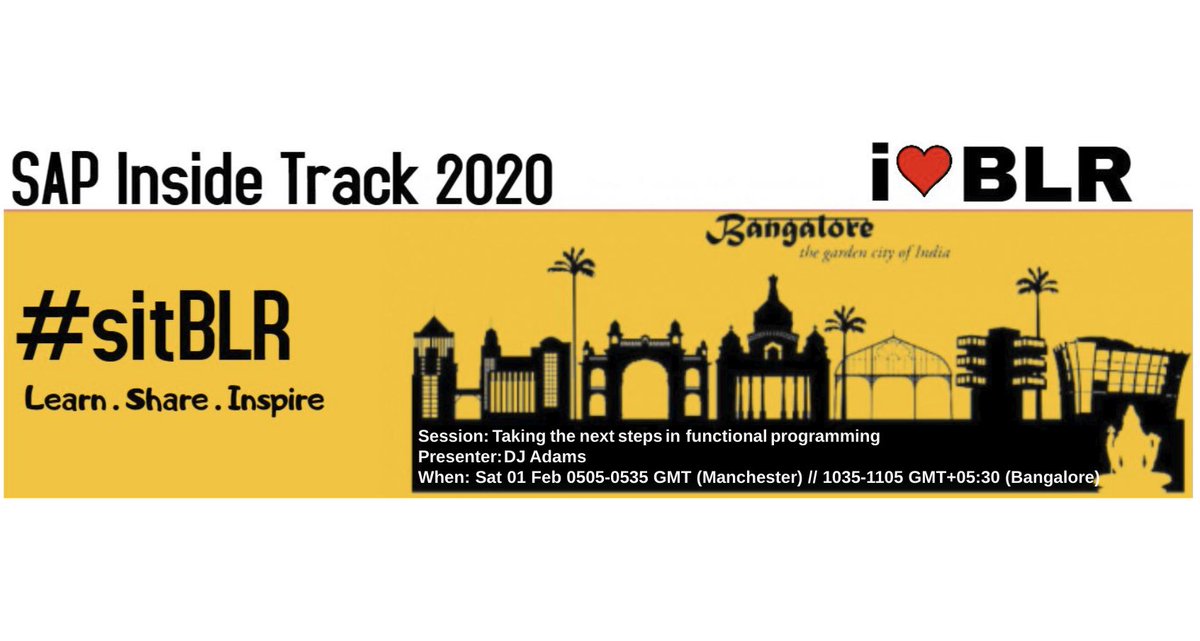 SAP Inside Track 2020
i❤BLR
Bangalore
the garden city of India
#sitBLR
Learn . Share . Inspire
Session: Taking the next steps in functional programming
Presenter: DJ Adams
When: Sat 01 Feb 0505-0535 GMT (Manchester) // 1035-1105 GMT+05:30 (Bangalore)